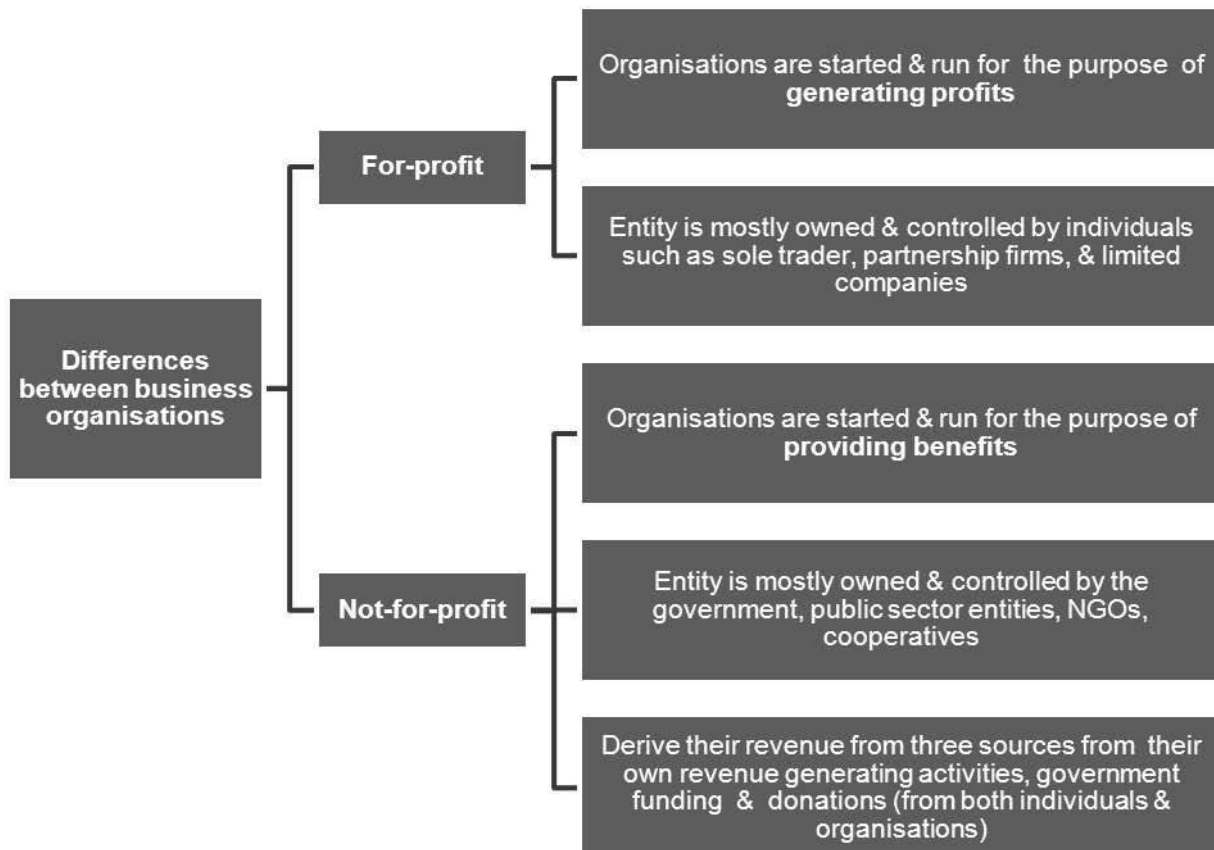 Differences
between business
organisations
For-profit
Organisations are started & run for the purpose of
generating profits
Entity is mostly owned & controlled by individuals
such as sole trader, partnership firms, & limited
companies
Not-for-profit
Organisations are started & run for the purpose of
providing benefits
Entity is mostly owned & controlled by the
government, public sector entities, NGOs,
cooperatives
Derive their revenue from three sources from their
own revenue generating activities, government
funding & donations (from both individuals &
organisations)